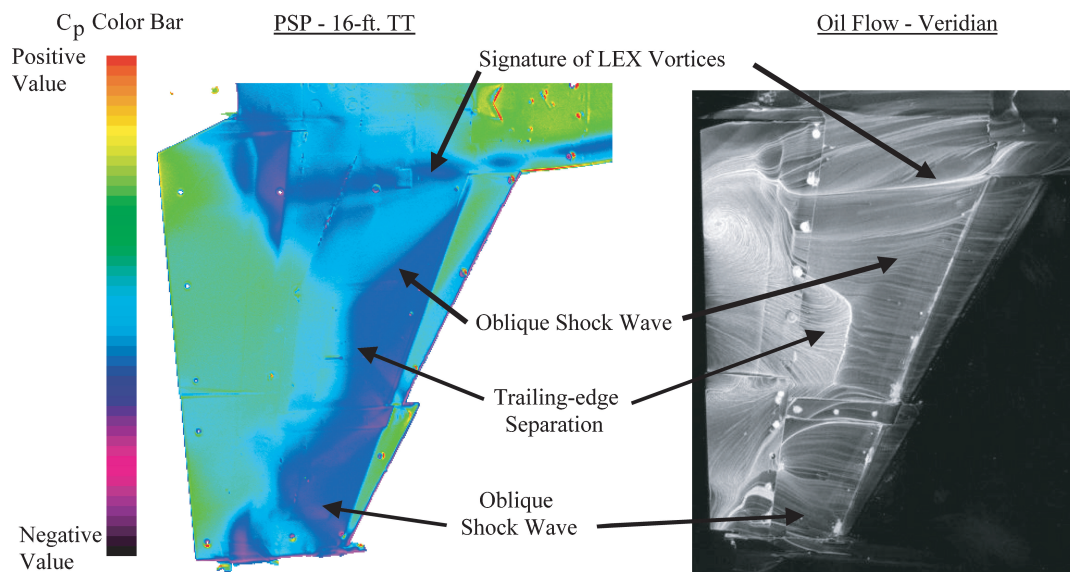 Cp Color Bar
PSP - 16-ft. TT
Oil Flow - Veridian
Positive
Value
Signature of LEX Vortices
Oblique Shock Wave
Trailing-edge
Separation
Oblique
Shock Wave
Negative
Value